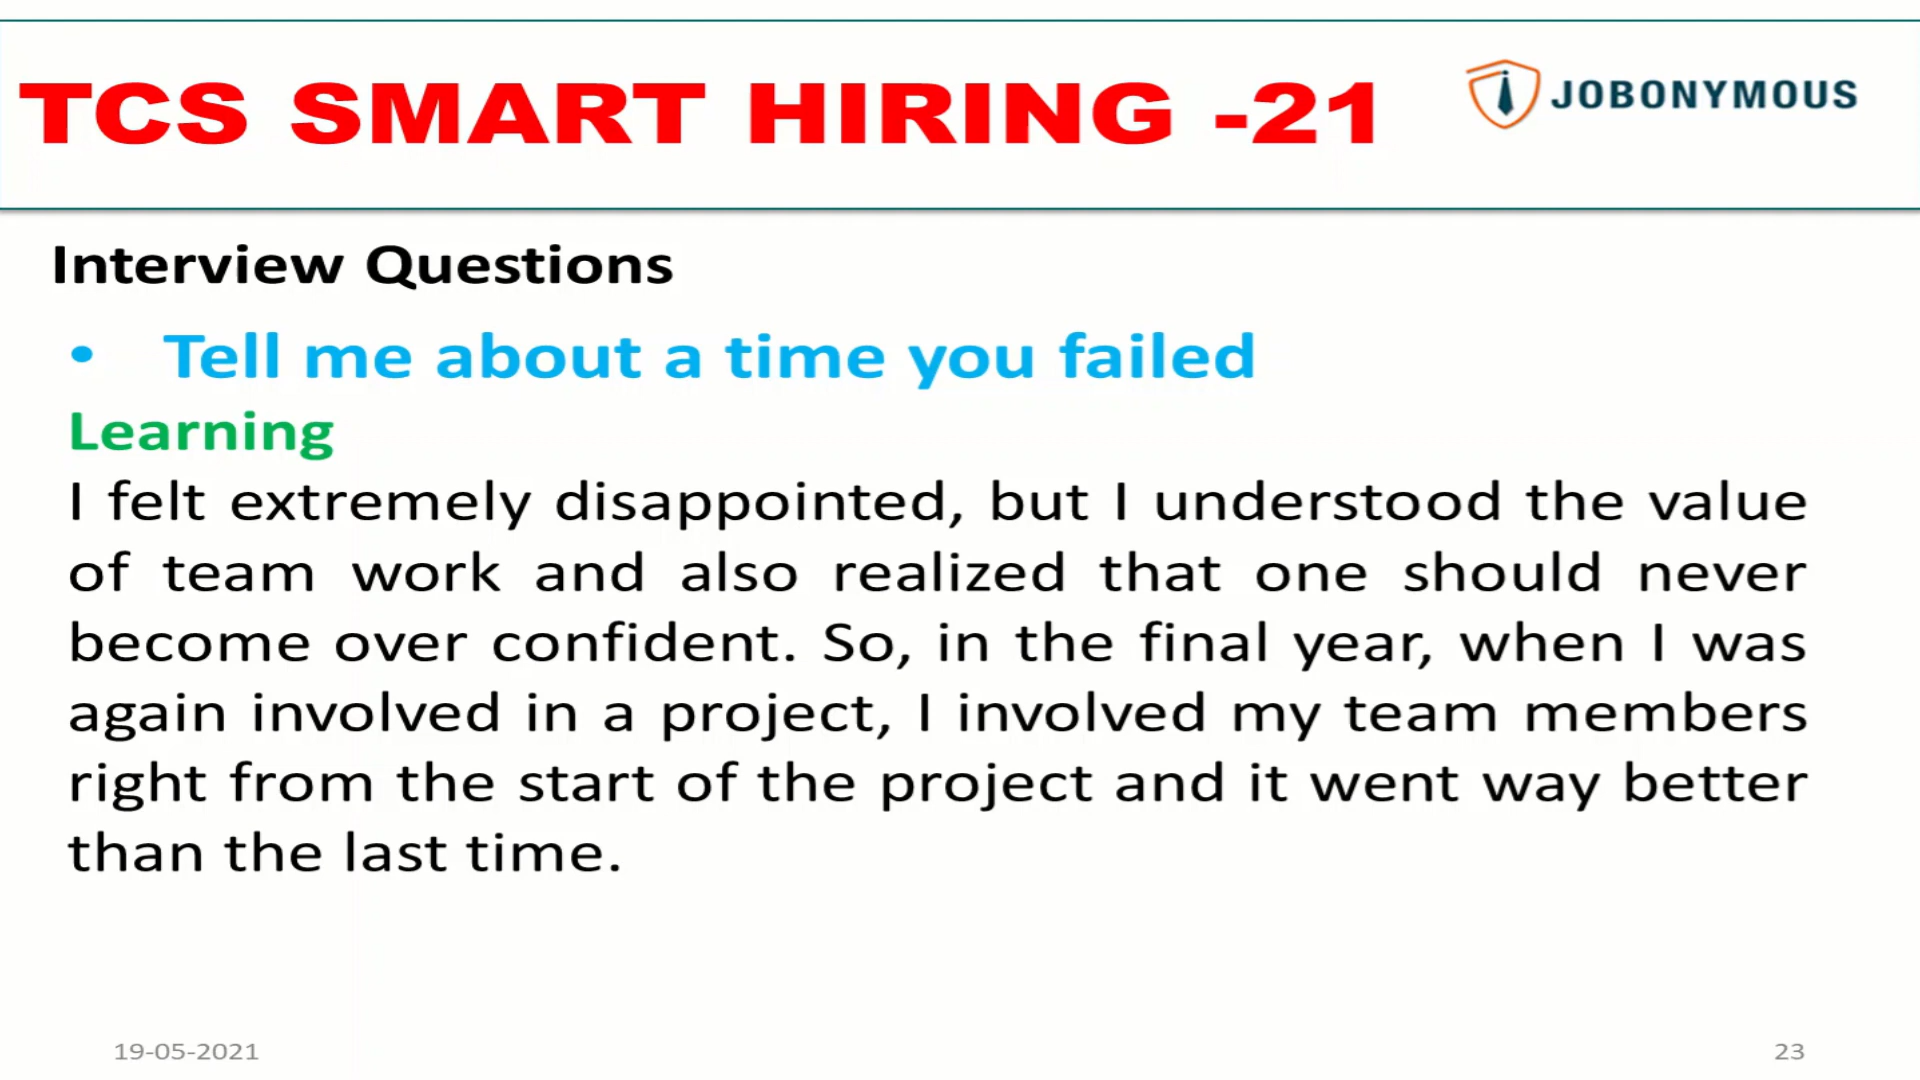 TCS SMART HIRING -21
JOBONYMOUS
Interview Questions
• Tell me about a time you failed
Learning
I felt extremely disappointed, but I understood the value
of team work and also realized that one should never
become over confident. So, in the final year, when I was
again involved in a project, I involved my team members
right from the start of the project and it went way better
than the last time.
19-05-2021
23